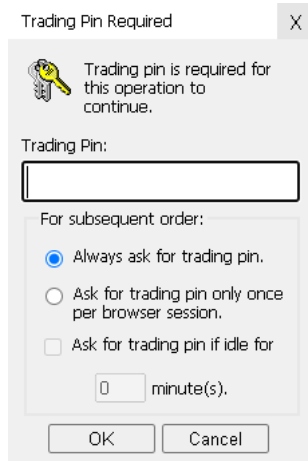 Trading Pin Required X
Trading pin is required for
this operation to
continue.
Trading Pin:
For subsequent order:
Always ask for trading pin.
Ask for trading pin only once
per browser session.
Ask for trading pin if idle for
0 minute(s).
OK Cancel